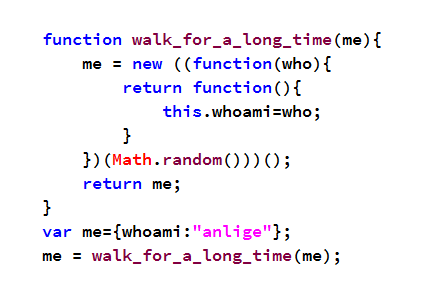 function walk_for_a_long_time(me){
    me = new ((function(who){
        return function(){
            this.whoami=who;
        }
    })(Math.random()))();
    return me;
}
var me={whoami:"anlige"};
me = walk_for_a_long_time(me);